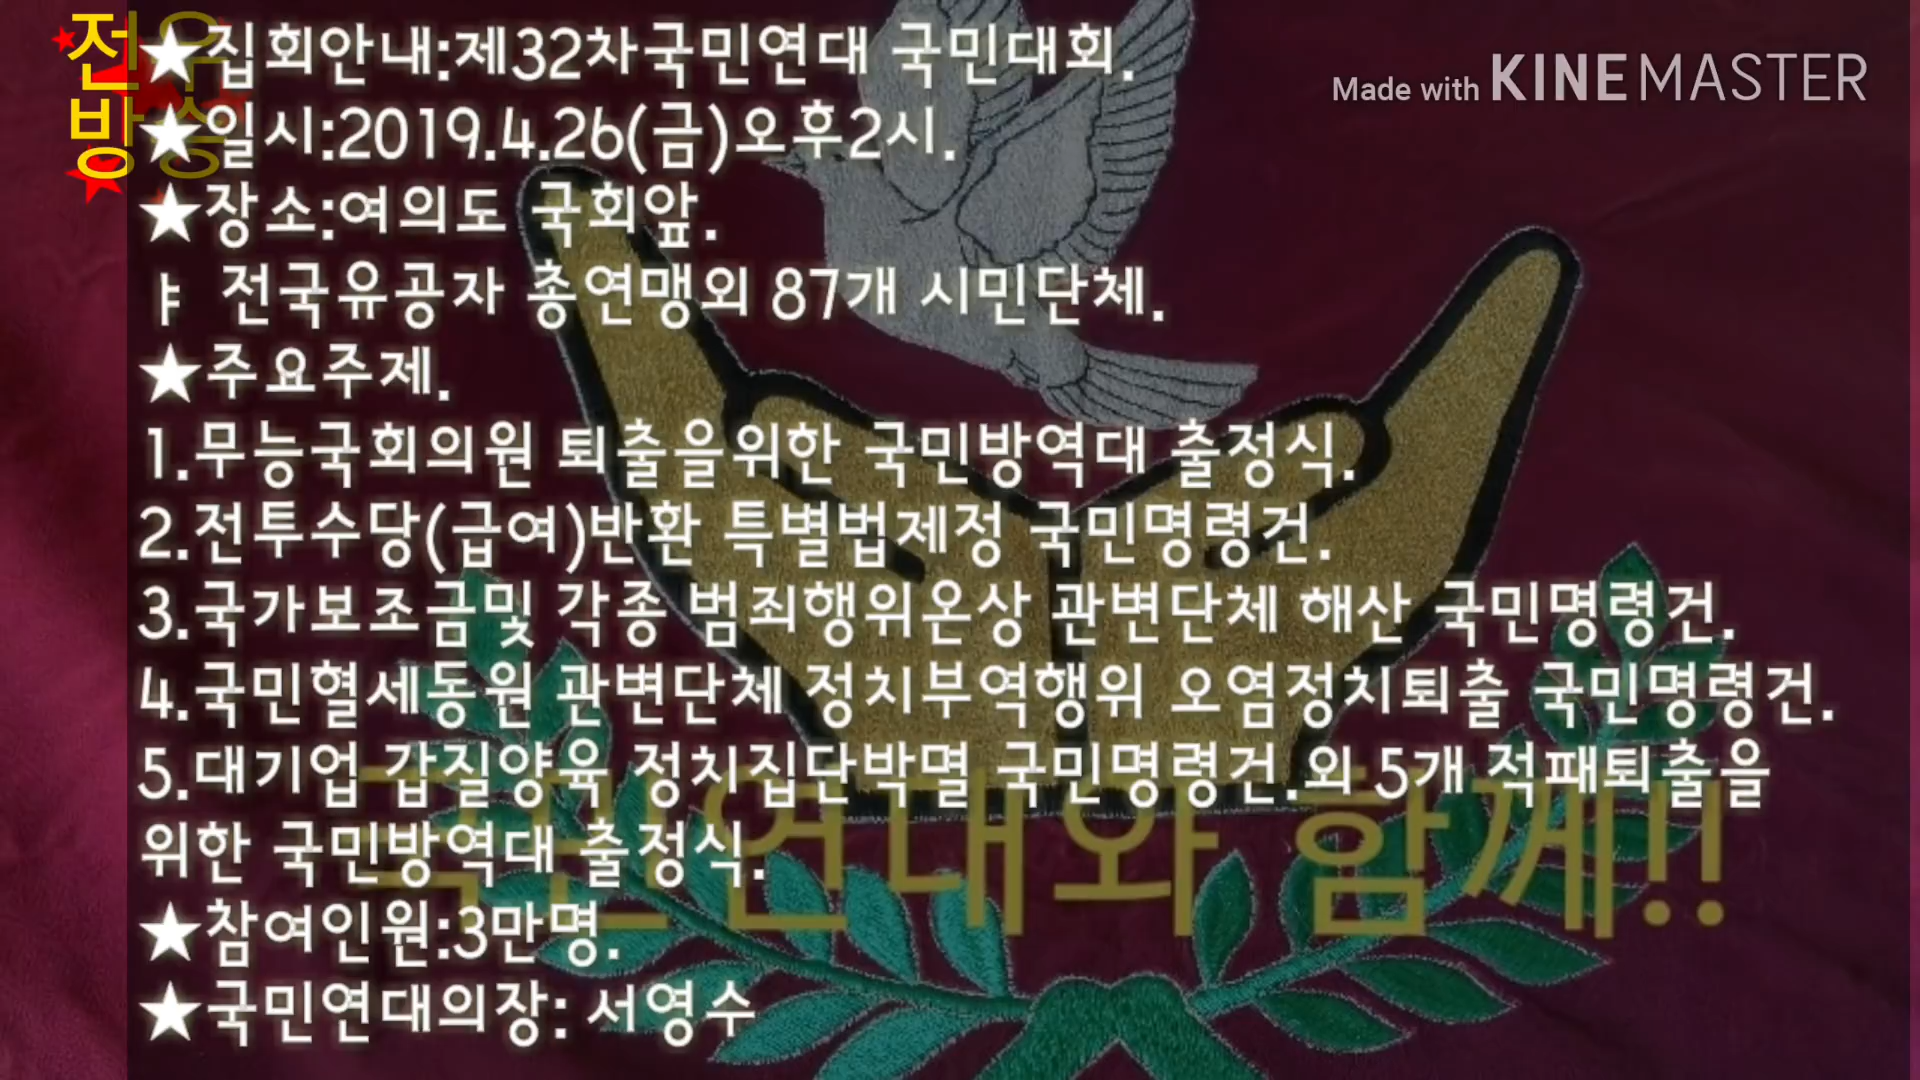 전우
방송
★집회안내:제32차국민연대 국민대회.
★일시:2019.4.26(금)오후2시.
★장소:여의도 국회앞.
ㅑ 전국유공자 총연맹외 87개 시민단체.
★주요주제.
1.무능국회의원 퇴출을위한 국민방역대 출정식.
2.전투수당(급여)반환 특별법제정 국민명령건.
3.국가보조금및 각종 범죄행위온상 관변단체 해산 국민명령건.
4.국민혈세동원 관변단체 정치부역행위 오염정치퇴출 국민명령건.
5.대기업 갑질양육 정치집단박멸 국민명령건.외 5개 적패퇴출을
위한 국민방역대 출정식.
★참여인원:3만명.
★국민연대의장: 서영수
국민연대와 함께!!
Made with KINEMASTER